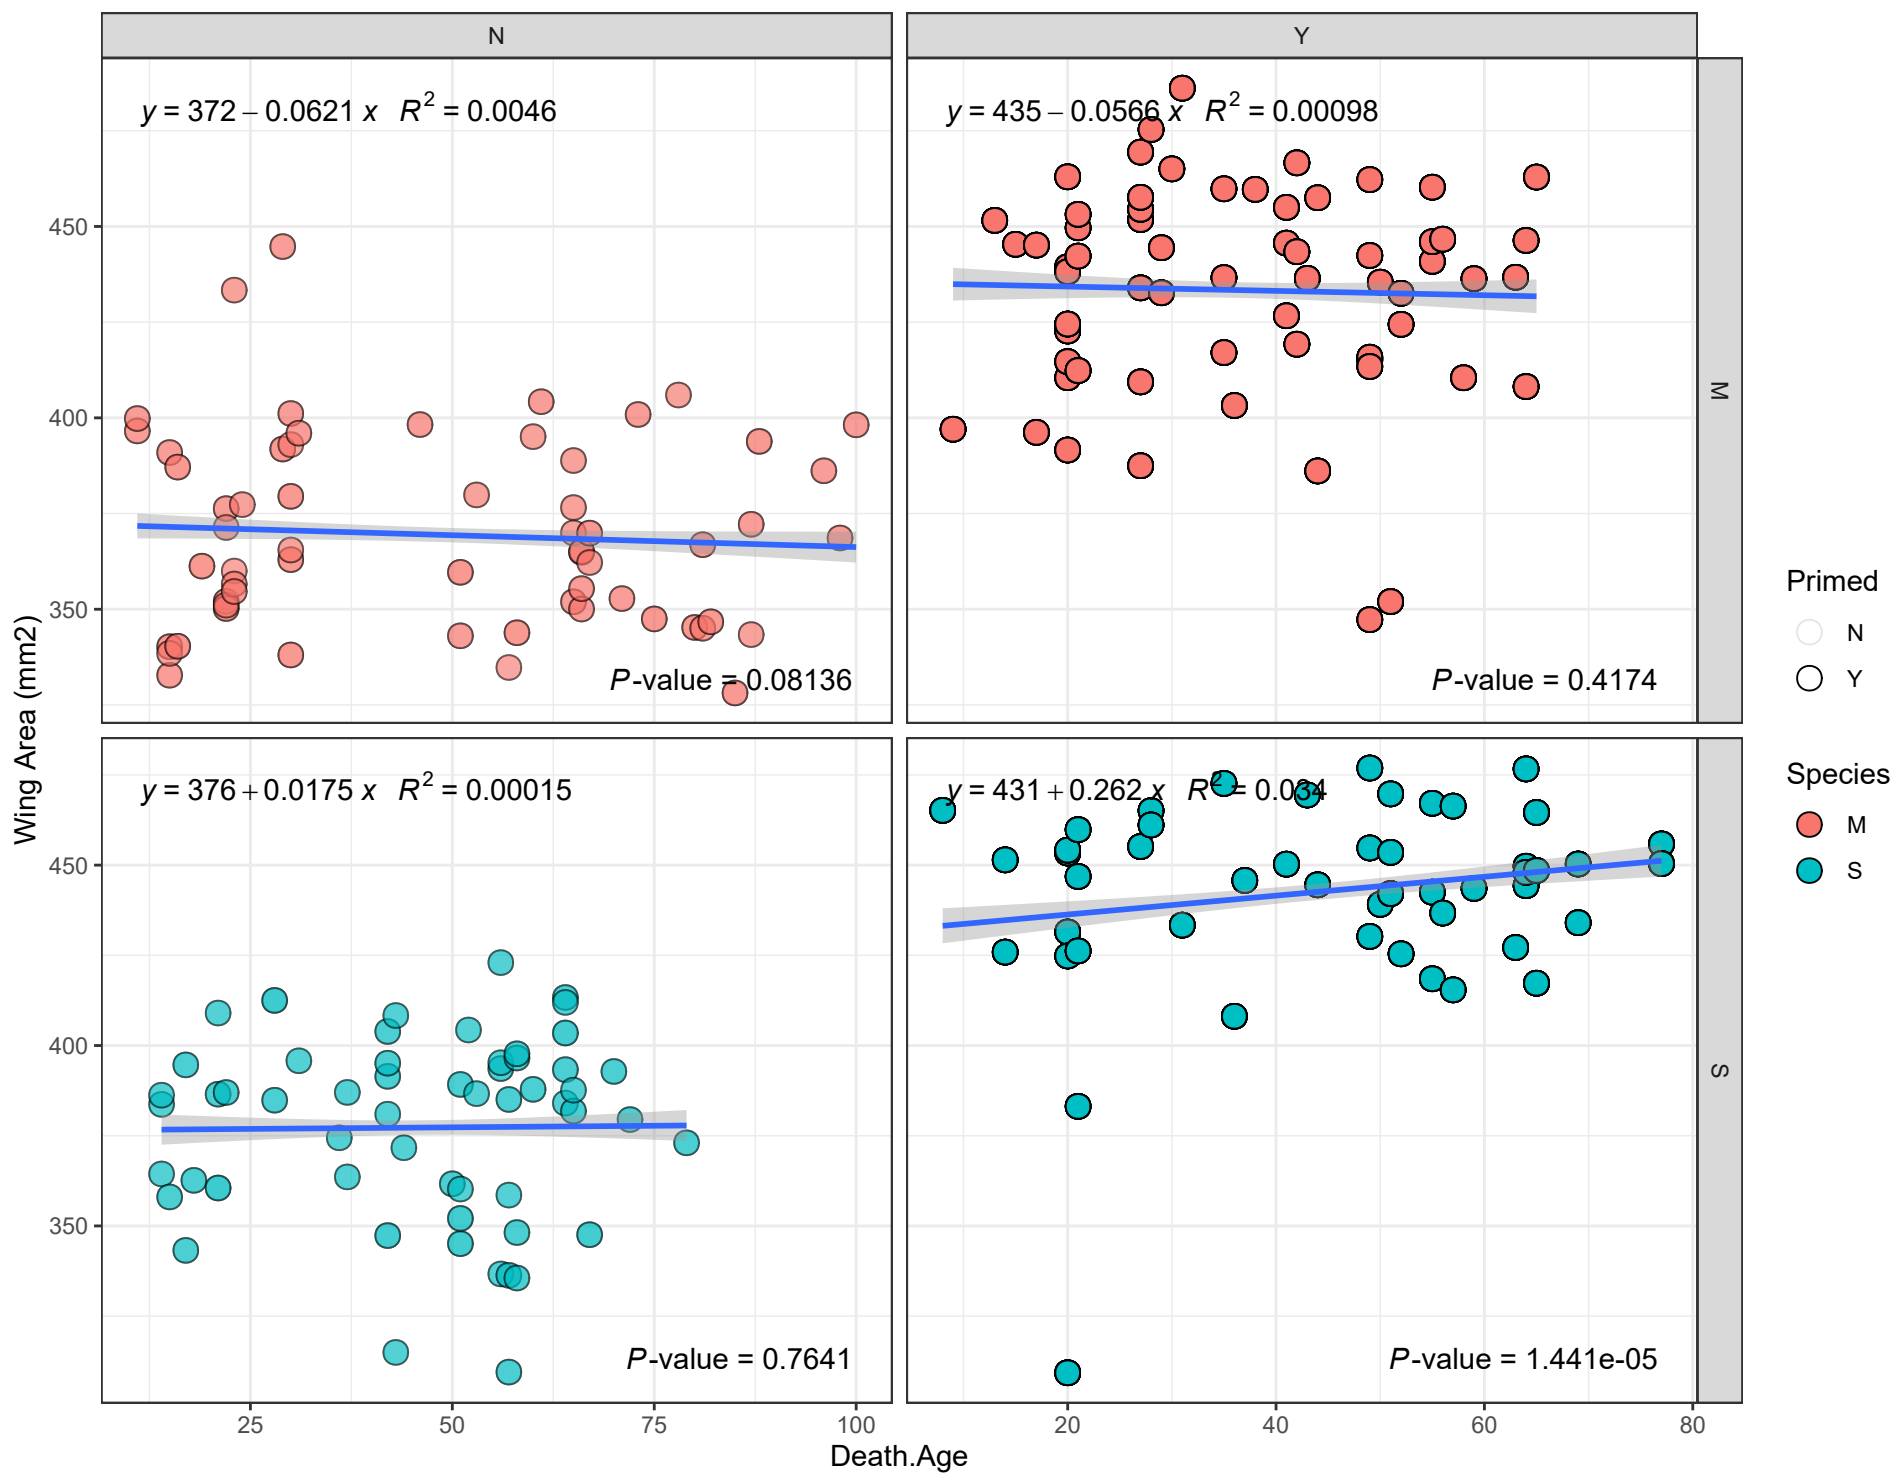 N
Y
y = 372 − 0.0621 x R² = 0.0046
y = 435 − 0.0566 x R² = 0.00098
450
400
350
M
P-value = 0.08136
P-value = 0.4174
Wing Area (mm2)
y = 376 + 0.0175 x R² = 0.00015
y = 431 + 0.262 x R² = 0.034
450
400
350
S
P-value = 0.7641
P-value = 1.441e-05
25 50 75 100
20 40 60 80
Death.Age
Primed
N
Y
Species
M
S